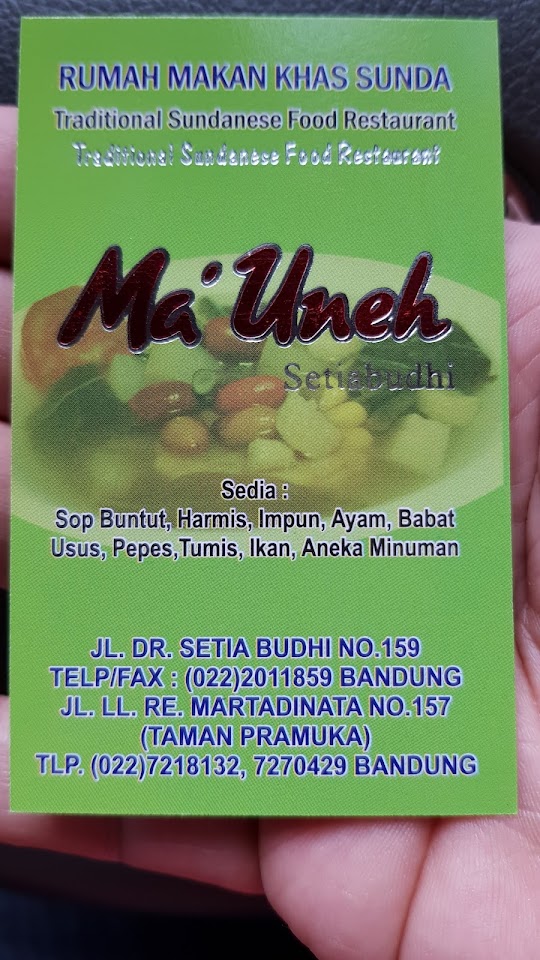 RUMAH MAKAN KHAS SUNDA
Traditional Sundanese Food Restaurant
Traditional Sundanese Food Restaurant
Ma' Uneh
Setiabudhi
Sedia :
Sop Buntut, Harmis, Impun, Ayam, Babat
Usus, Pepes,Tumis, Ikan, Aneka Minuman
JL. DR. SETIA BUDHI NO.159
TELP/FAX : (022)2011859 BANDUNG
JL. LL. RE. MARTADINATA NO.157
(TAMAN PRAMUKA)
TLP. (022)7218132, 7270429 BANDUNG